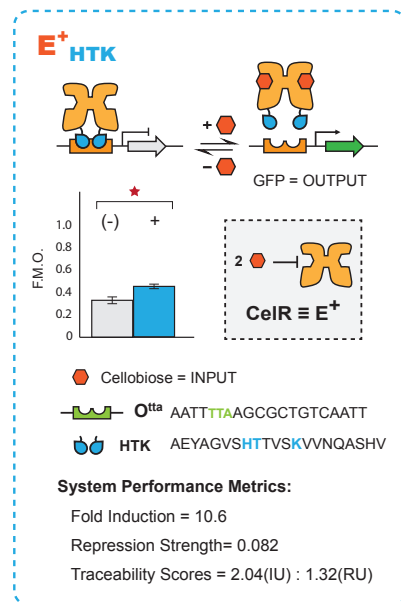 E⁺HTK
+
−
GFP = OUTPUT
(-) +
F.M.O.
1.0
0.8
0.6
0.4
0.2
0
2
CelR ≡ E⁺
Cellobiose = INPUT
Oᵗᵗᵃ AATTTTAAGCGCTGTCAATT
HTK AEYAGVSHTTVSKVVNQASHV
System Performance Metrics:
Fold Induction = 10.6
Repression Strength= 0.082
Traceability Scores = 2.04(IU) : 1.32(RU)